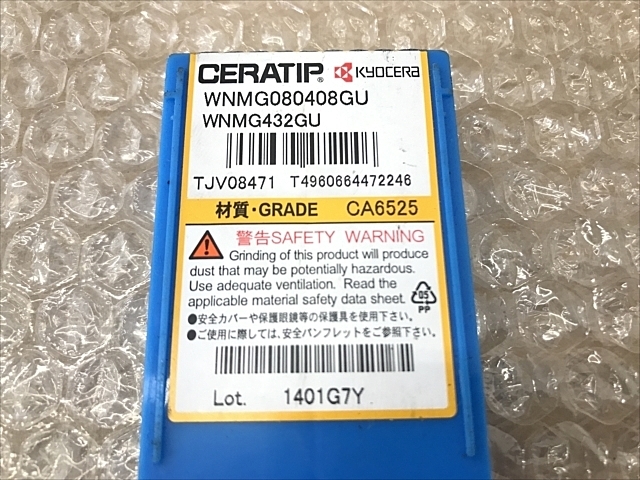 CERATIP® KYOCERA
WNMG080408GU
WNMG432GU
TJV08471 T4960664472246
材質・GRADE CA6525
警告SAFETY WARNING
Grinding of this product will produce
dust that may be potentially hazardous.
Use adequate ventilation. Read the
applicable material safety data sheet.
05
PP
●安全カバーや保護眼鏡等の保護具を使用下さい。
●ご使用に際しては、安全パンフレットをご参照下さい。
Lot. 1401G7Y